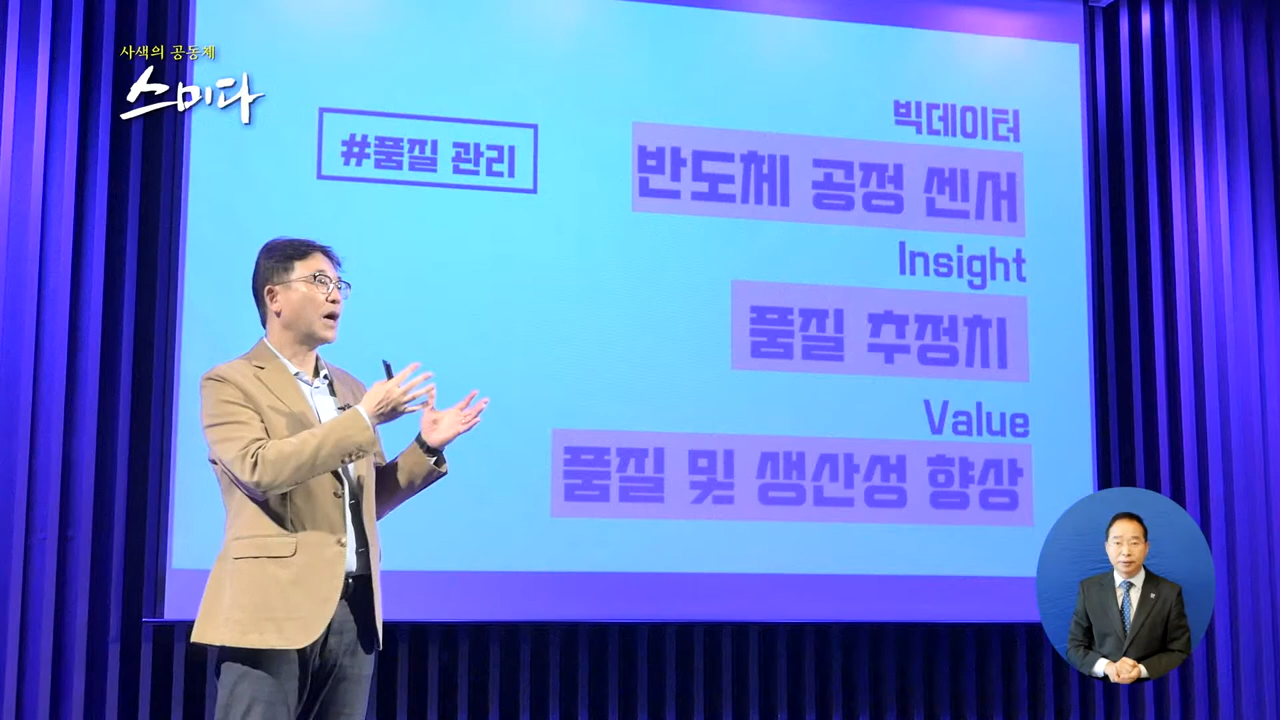 사색의 공동체
스미다
#품질 관리
빅데이터
반도체 공정 센서
Insight
품질 추정치
Value
품질 및 생산성 향상